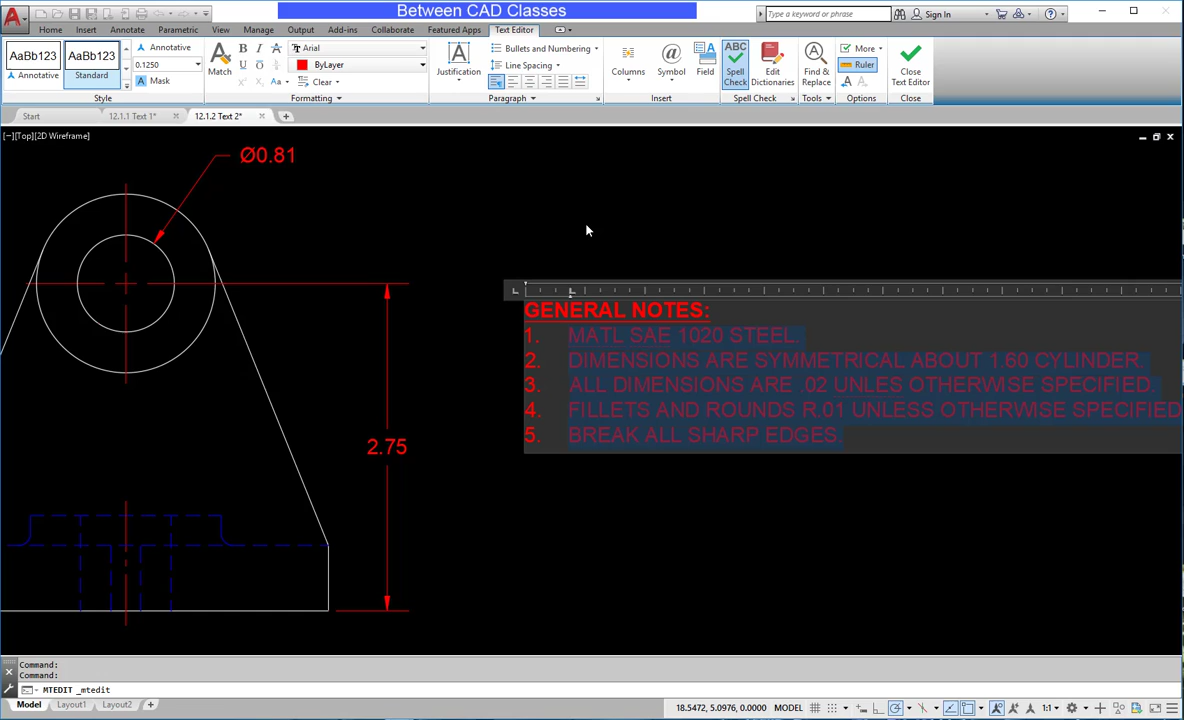 Between CAD Classes
Type a keyword or phrase
Sign In
Home Insert Annotate Parametric View Manage Output Add-ins Collaborate Featured Apps Text Editor
AaBb123 AaBb123
Annotative Standard
Annotative
0.1250
Mask
Style
Match
Arial
ByLayer
Clear
Formatting
Justification
Bullets and Numbering
Line Spacing
Paragraph
Columns Symbol Field
Insert
ABC
Spell Check
Edit Dictionaries
Spell Check
Find & Replace
Tools
More
Ruler
Options
Close Text Editor
Close
Start 12.1.1 Text 1* 12.1.2 Text 2*
[−][Top][2D Wireframe]
Ø0.81
GENERAL NOTES:
1. MATL SAE 1020 STEEL.
2. DIMENSIONS ARE SYMMETRICAL ABOUT 1.60 CYLINDER.
3. ALL DIMENSIONS ARE .02 UNLES OTHERWISE SPECIFIED.
4. FILLETS AND ROUNDS R.01 UNLESS OTHERWISE SPECIFIED
5. BREAK ALL SHARP EDGES.
2.75
Command:
Command:
MTEDIT _mtedit
Model Layout1 Layout2
18.5472, 5.0976, 0.0000 MODEL 1:1